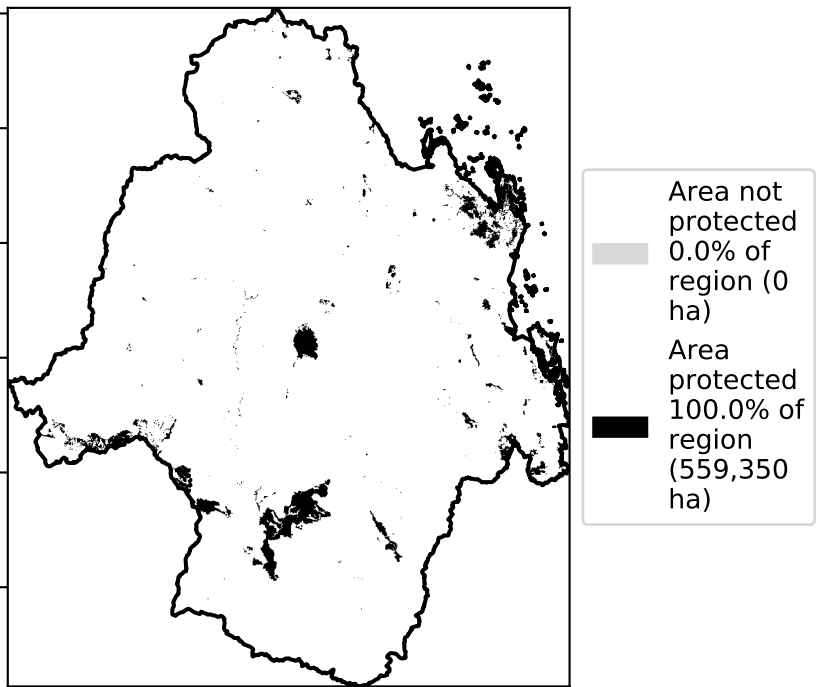 Area not
protected
0.0% of
region (0
ha)
Area
protected
100.0% of
region
(559,350
ha)